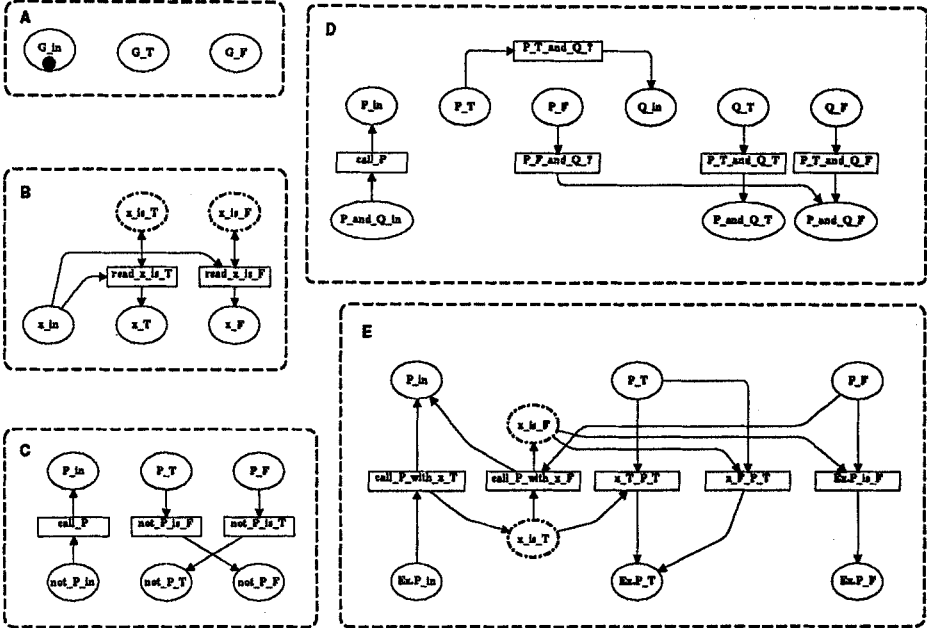 A
G_in
G_T
G_F
B
x_is_T
x_is_F
read_x_is_T
read_x_is_F
x_in
x_T
x_F
C
P_in
P_T
P_F
call_P
not_P_is_F
not_P_is_T
not_P_in
not_P_T
not_P_F
D
P_T_and_Q_?
P_in
P_T
P_F
Q_in
Q_T
Q_F
call_P
P_F_and_Q_?
P_T_and_Q_T
P_T_and_Q_F
P_and_Q_in
P_and_Q_T
P_and_Q_F
E
P_in
P_T
P_F
x_is_F
call_P_with_x_T
call_P_with_x_F
x_T_P_T
x_F_P_T
Ex.P_is_F
x_is_T
Ex.P_in
Ex.P_T
Ex.P_F